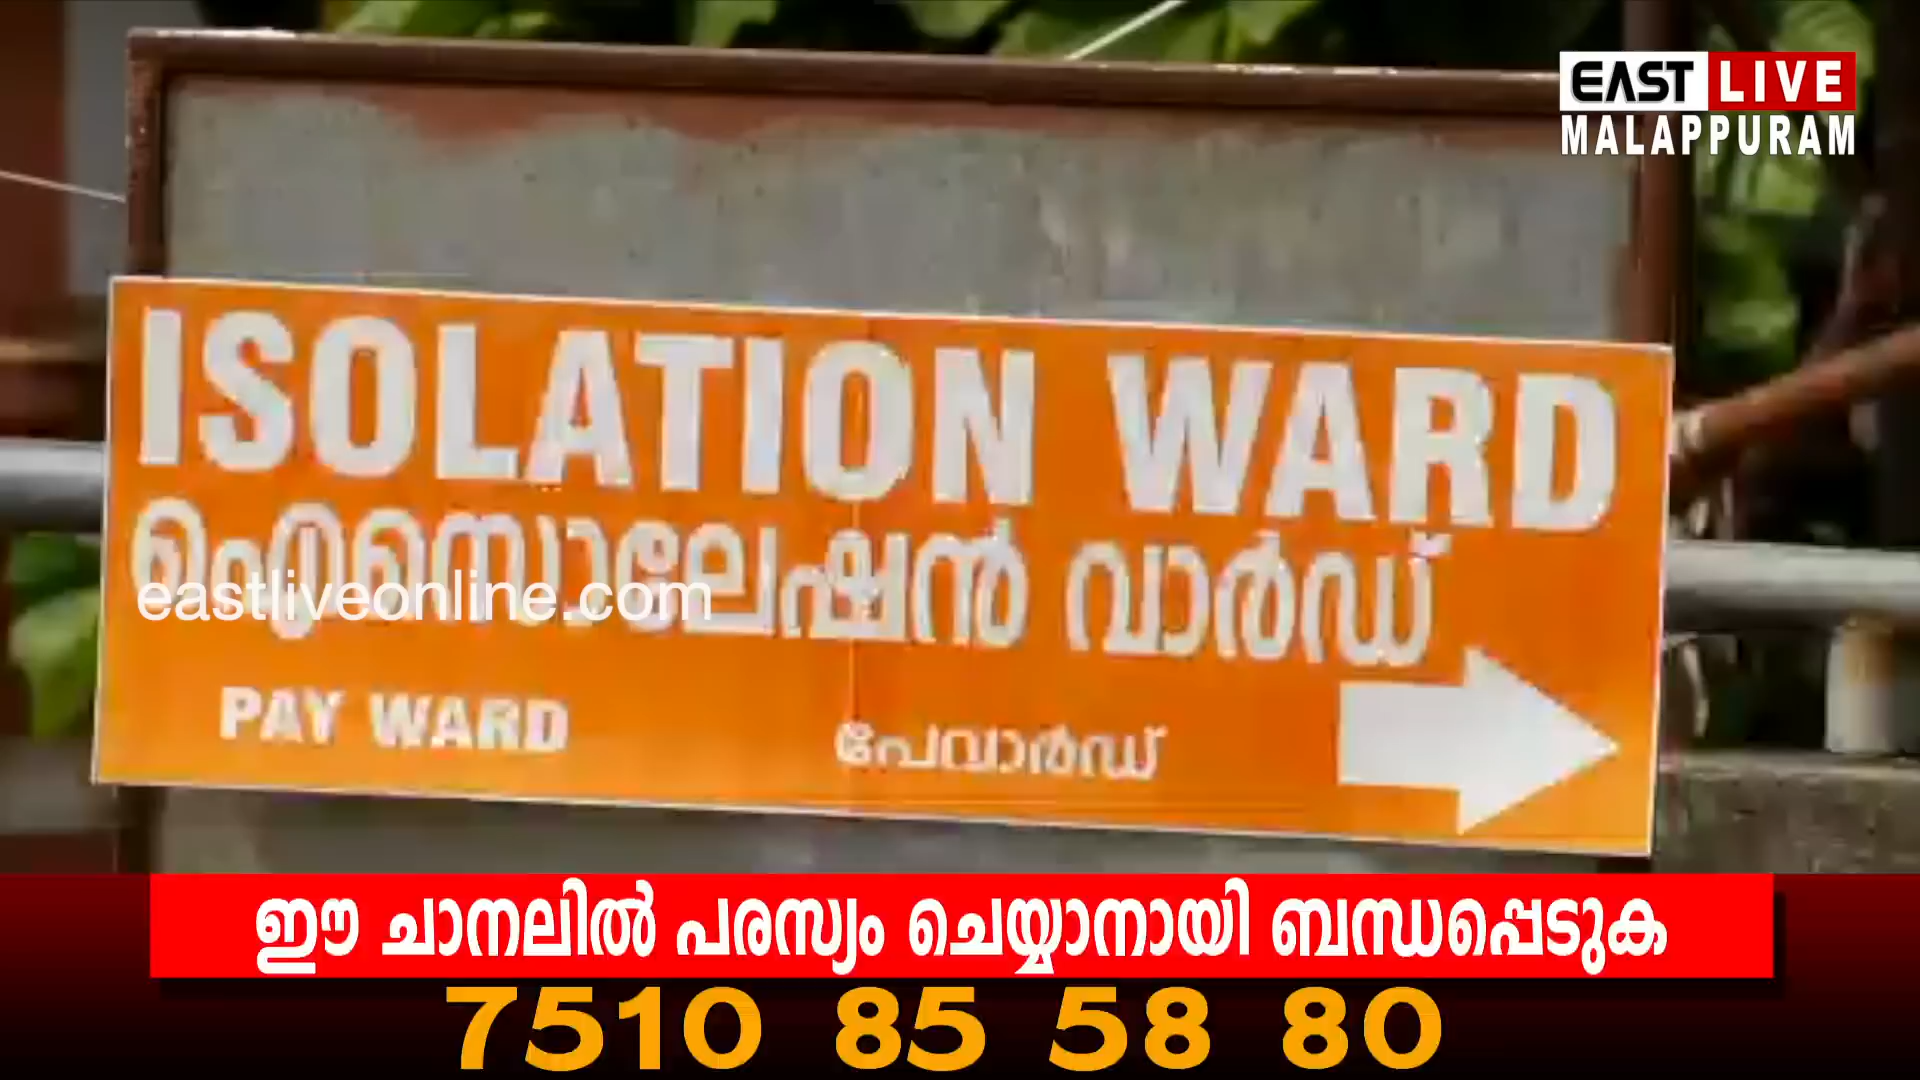 EAST LIVE
MALAPPURAM
ISOLATION WARD
ഐസൊലേഷൻ വാർഡ്
eastliveonline.com
PAY WARD പേവാർഡ്
ഈ ചാനലിൽ പരസ്യം ചെയ്യാനായി ബന്ധപ്പെടുക
7510 85 58 80